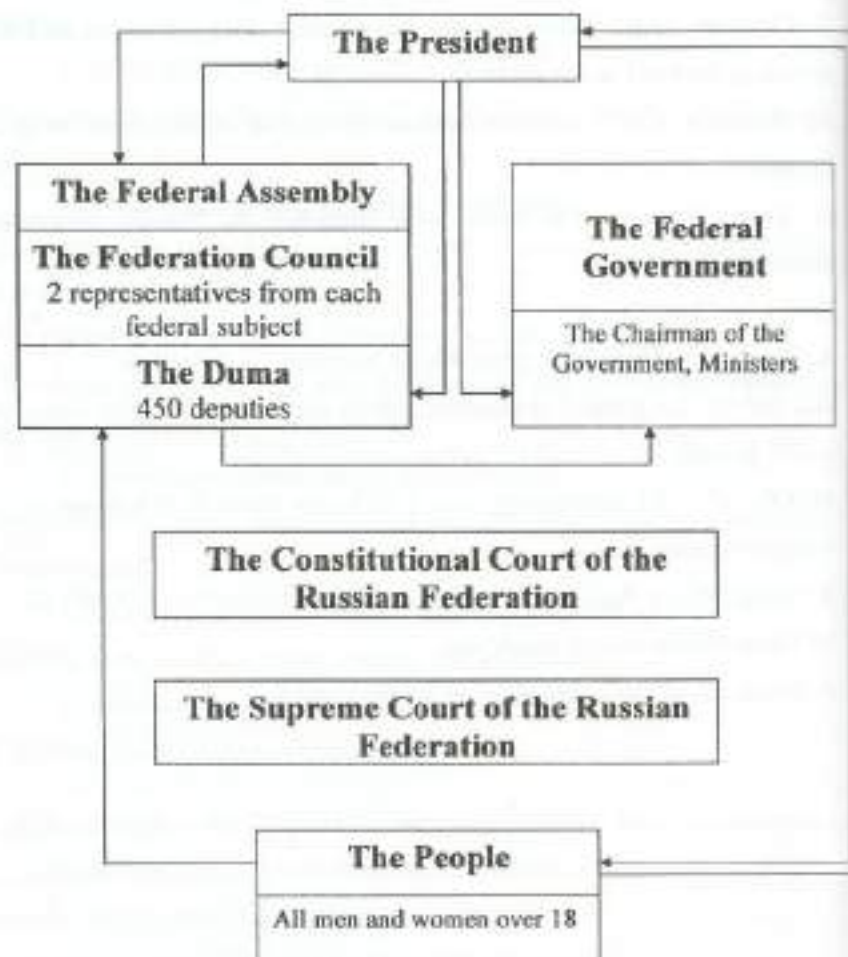 The President
The Federal Assembly
The Federation Council
2 representatives from each
federal subject
The Duma
450 deputies
The Federal
Government
The Chairman of the
Government, Ministers
The Constitutional Court of the
Russian Federation
The Supreme Court of the Russian
Federation
The People
All men and women over 18